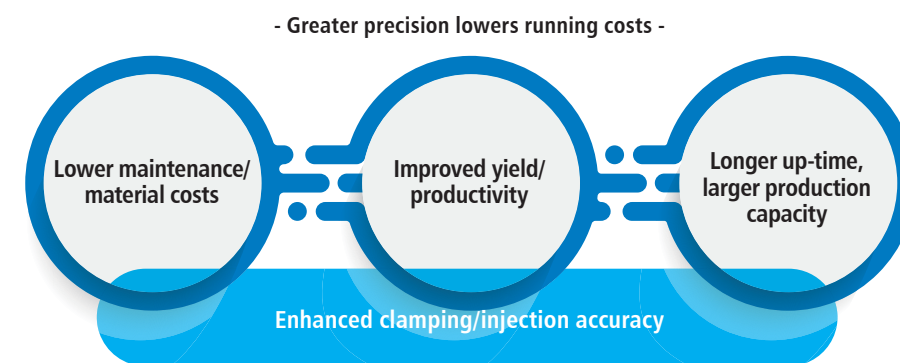 - Greater precision lowers running costs -
Lower maintenance/
material costs
Improved yield/
productivity
Longer up-time,
larger production
capacity
Enhanced clamping/injection accuracy